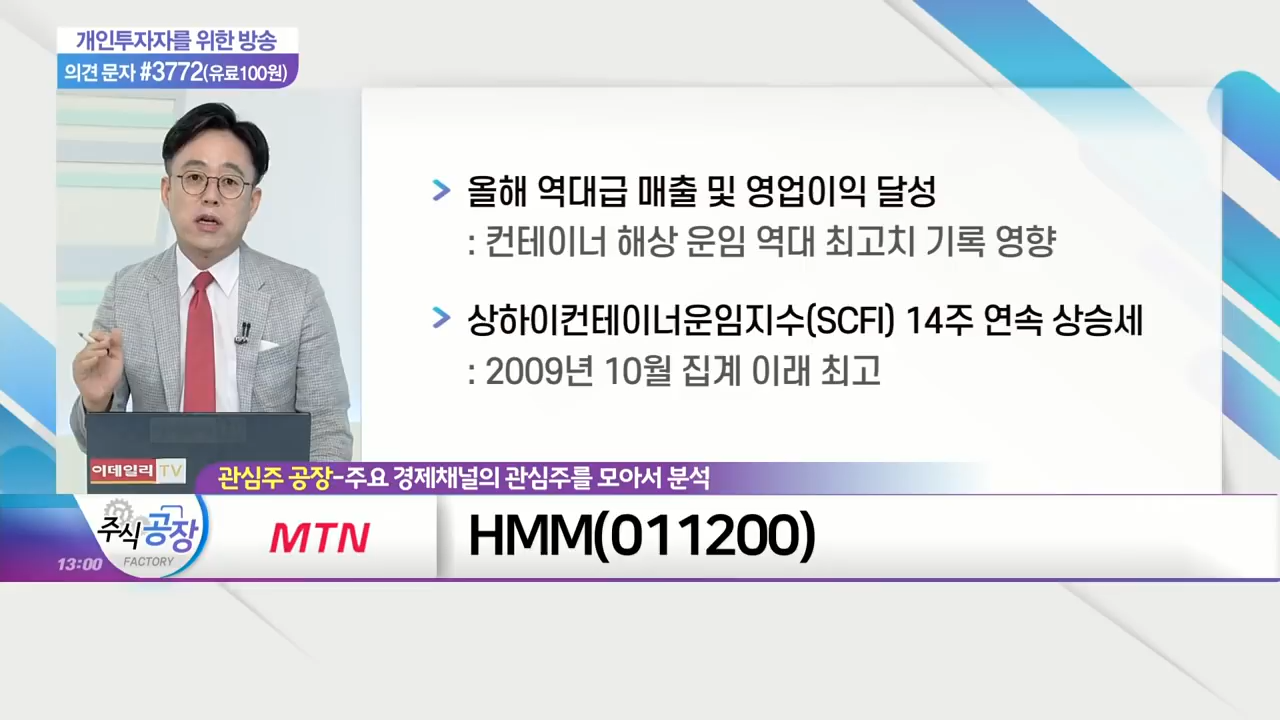 개인투자자를 위한 방송
의견 문자 #3772(유료100원)
올해 역대급 매출 및 영업이익 달성
: 컨테이너 해상 운임 역대 최고치 기록 영향
상하이컨테이너운임지수(SCFI) 14주 연속 상승세
: 2009년 10월 집계 이래 최고
이데일리 TV
관심주 공장-주요 경제채널의 관심주를 모아서 분석
주식공장
FACTORY
13:00
MTN
HMM(011200)